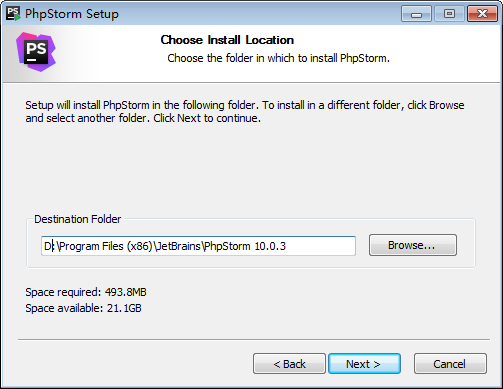 PS PhpStorm Setup
PS
Choose Install Location
Choose the folder in which to install PhpStorm.
Setup will install PhpStorm in the following folder. To install in a different folder, click Browse
and select another folder. Click Next to continue.
Destination Folder
D:\Program Files (x86)\JetBrains\PhpStorm 10.0.3
Browse...
Space required: 493.8MB
Space available: 21.1GB
< Back
Next >
Cancel